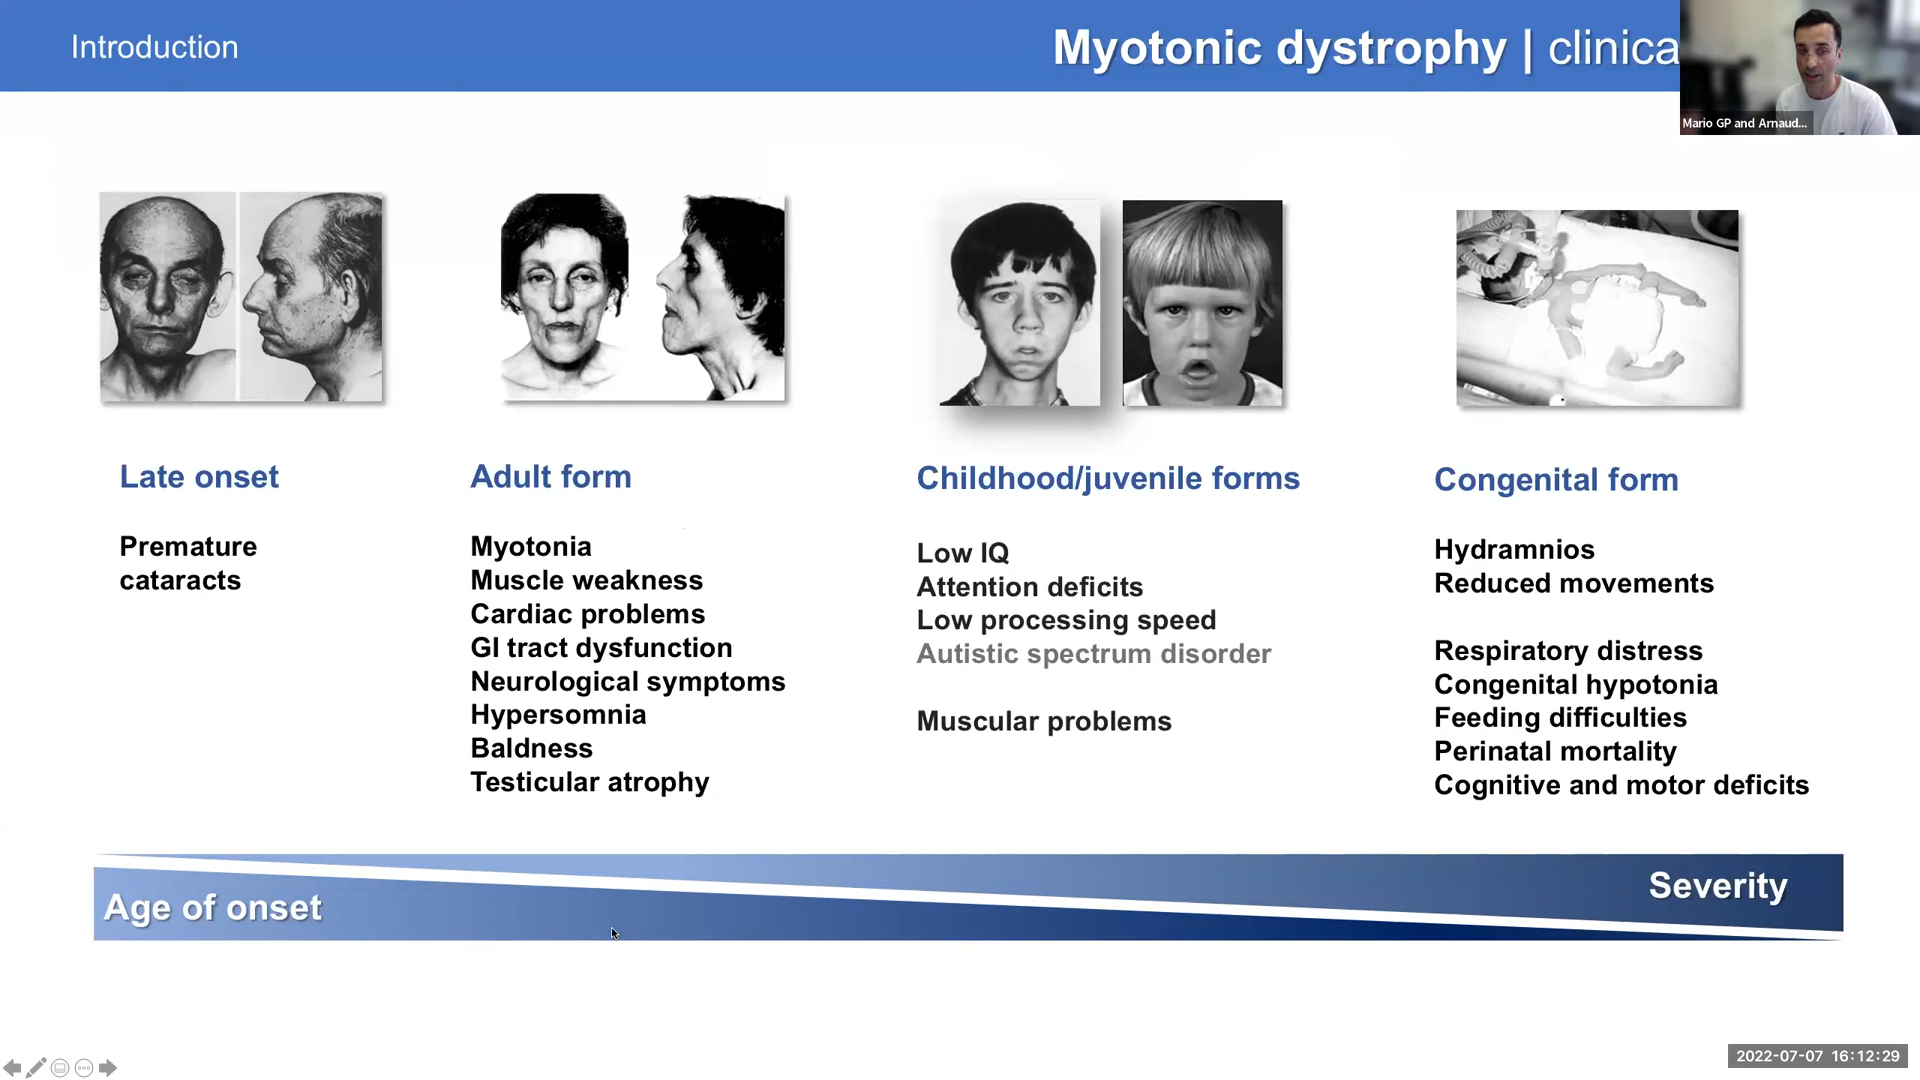 Introduction
Myotonic dystrophy | clinica
Mario GP and Arnaud...
Late onset
Premature
cataracts
Adult form
Myotonia
Muscle weakness
Cardiac problems
GI tract dysfunction
Neurological symptoms
Hypersomnia
Baldness
Testicular atrophy
Childhood/juvenile forms
Low IQ
Attention deficits
Low processing speed
Autistic spectrum disorder
Muscular problems
Congenital form
Hydramnios
Reduced movements
Respiratory distress
Congenital hypotonia
Feeding difficulties
Perinatal mortality
Cognitive and motor deficits
Age of onset
Severity
2022-07-07 16:12:29